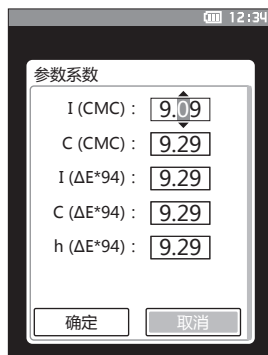 12:34
参数系数
I (CMC) : 9.09
C (CMC) : 9.29
I (ΔE*94) : 9.29
C (ΔE*94) : 9.29
h (ΔE*94) : 9.29
确定 取消